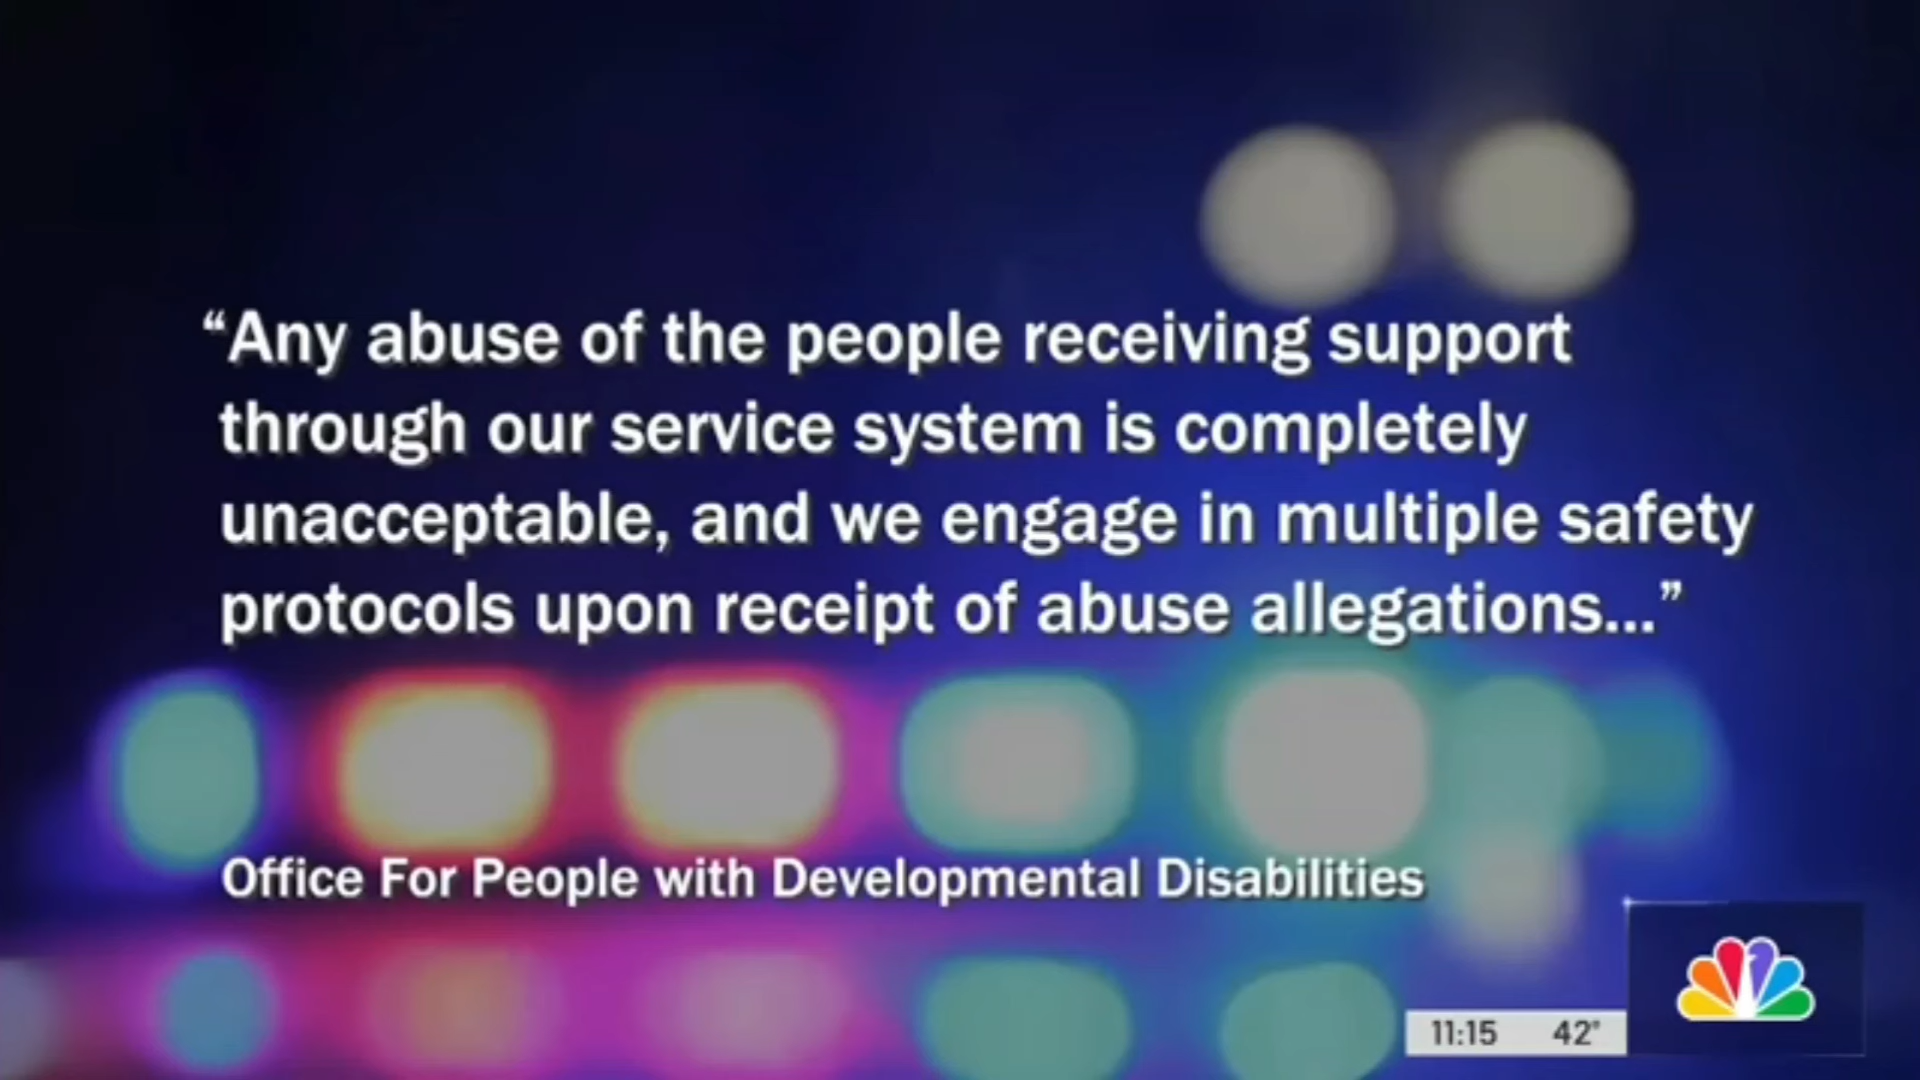 “Any abuse of the people receiving support
through our service system is completely
unacceptable, and we engage in multiple safety
protocols upon receipt of abuse allegations...”
Office For People with Developmental Disabilities
11:15 42°